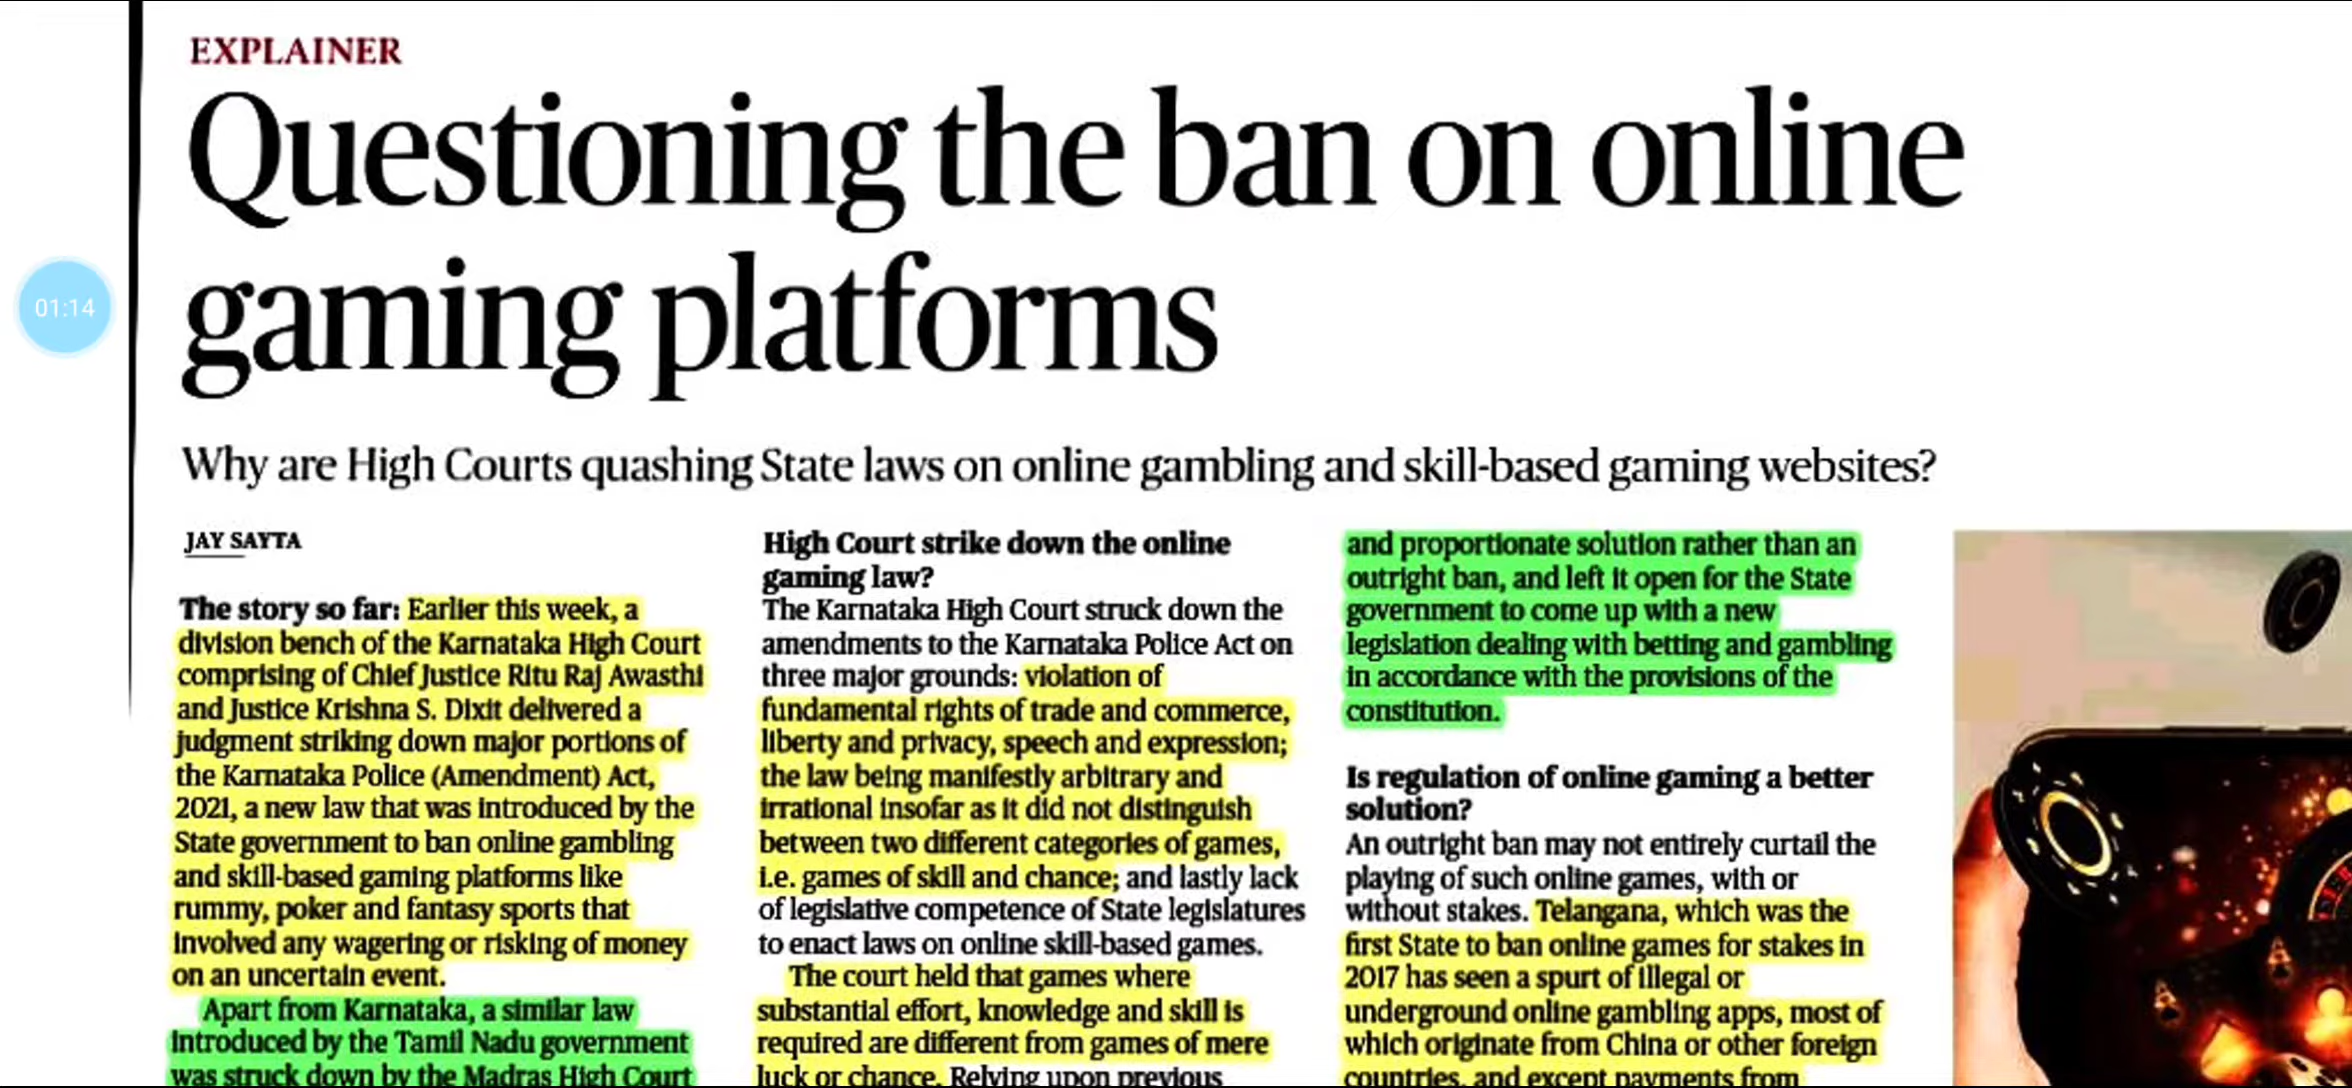 EXPLAINER
Questioning the ban on online
gaming platforms
01:14
Why are High Courts quashing State laws on online gambling and skill-based gaming websites?
JAY SAYTA
The story so far: Earlier this week, a
division bench of the Karnataka High Court
comprising of Chief Justice Ritu Raj Awasthi
and Justice Krishna S. Dixit delivered a
judgment striking down major portions of
the Karnataka Police (Amendment) Act,
2021, a new law that was introduced by the
State government to ban online gambling
and skill-based gaming platforms like
rummy, poker and fantasy sports that
involved any wagering or risking of money
on an uncertain event.
Apart from Karnataka, a similar law
introduced by the Tamil Nadu government
was struck down by the Madras High Court
High Court strike down the online
gaming law?
The Karnataka High Court struck down the
amendments to the Karnataka Police Act on
three major grounds: violation of
fundamental rights of trade and commerce,
liberty and privacy, speech and expression;
the law being manifestly arbitrary and
irrational insofar as it did not distinguish
between two different categories of games,
i.e. games of skill and chance; and lastly lack
of legislative competence of State legislatures
to enact laws on online skill-based games.
The court held that games where
substantial effort, knowledge and skill is
required are different from games of mere
luck or chance. Relying upon previous
and proportionate solution rather than an
outright ban, and left it open for the State
government to come up with a new
legislation dealing with betting and gambling
in accordance with the provisions of the
constitution.
Is regulation of online gaming a better
solution?
An outright ban may not entirely curtail the
playing of such online games, with or
without stakes. Telangana, which was the
first State to ban online games for stakes in
2017 has seen a spurt of illegal or
underground online gambling apps, most of
which originate from China or other foreign
countries, and except payments from